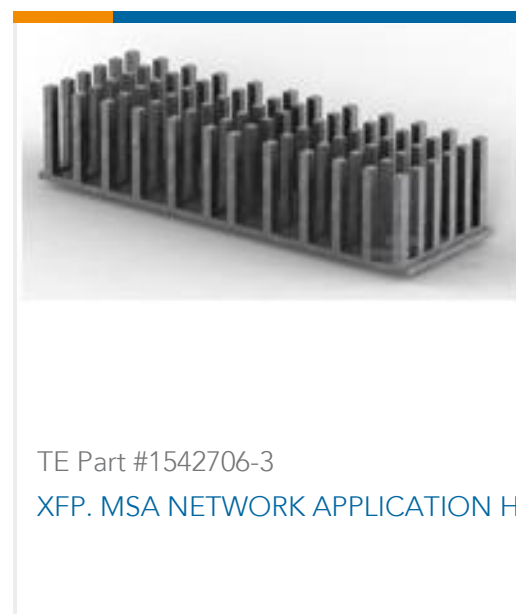 TE Part #1542706-3
XFP. MSA NETWORK APPLICATION H